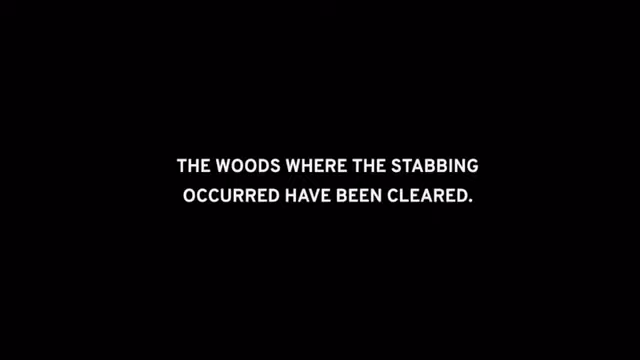 THE WOODS WHERE THE STABBING
OCCURRED HAVE BEEN CLEARED.